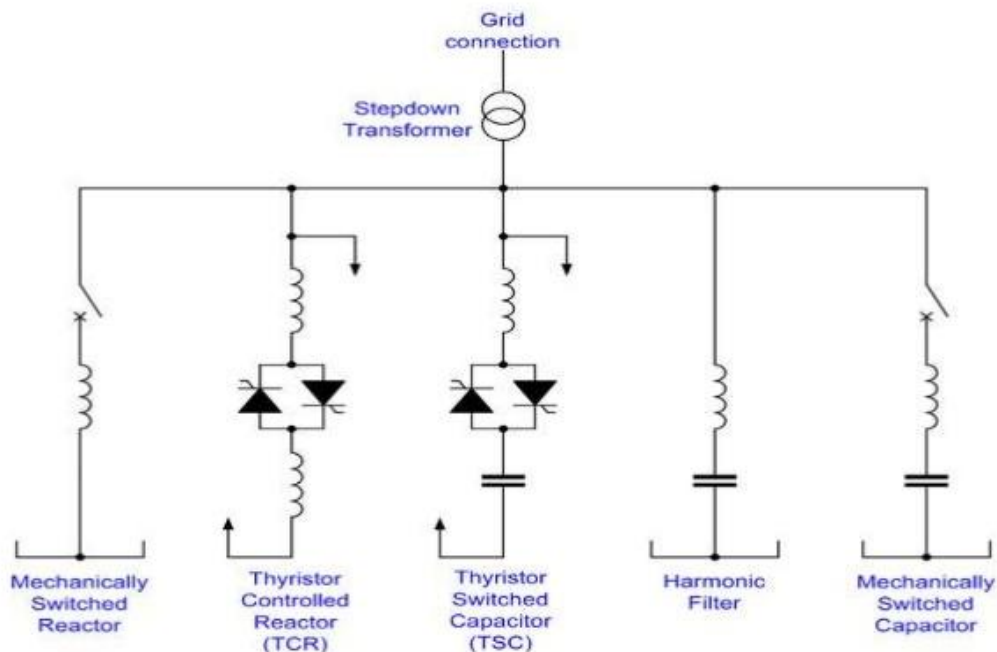 Grid
connection
Stepdown
Transformer
Mechanically
Switched
Reactor
Thyristor
Controlled
Reactor
(TCR)
Thyristor
Switched
Capacitor
(TSC)
Harmonic
Filter
Mechanically
Switched
Capacitor